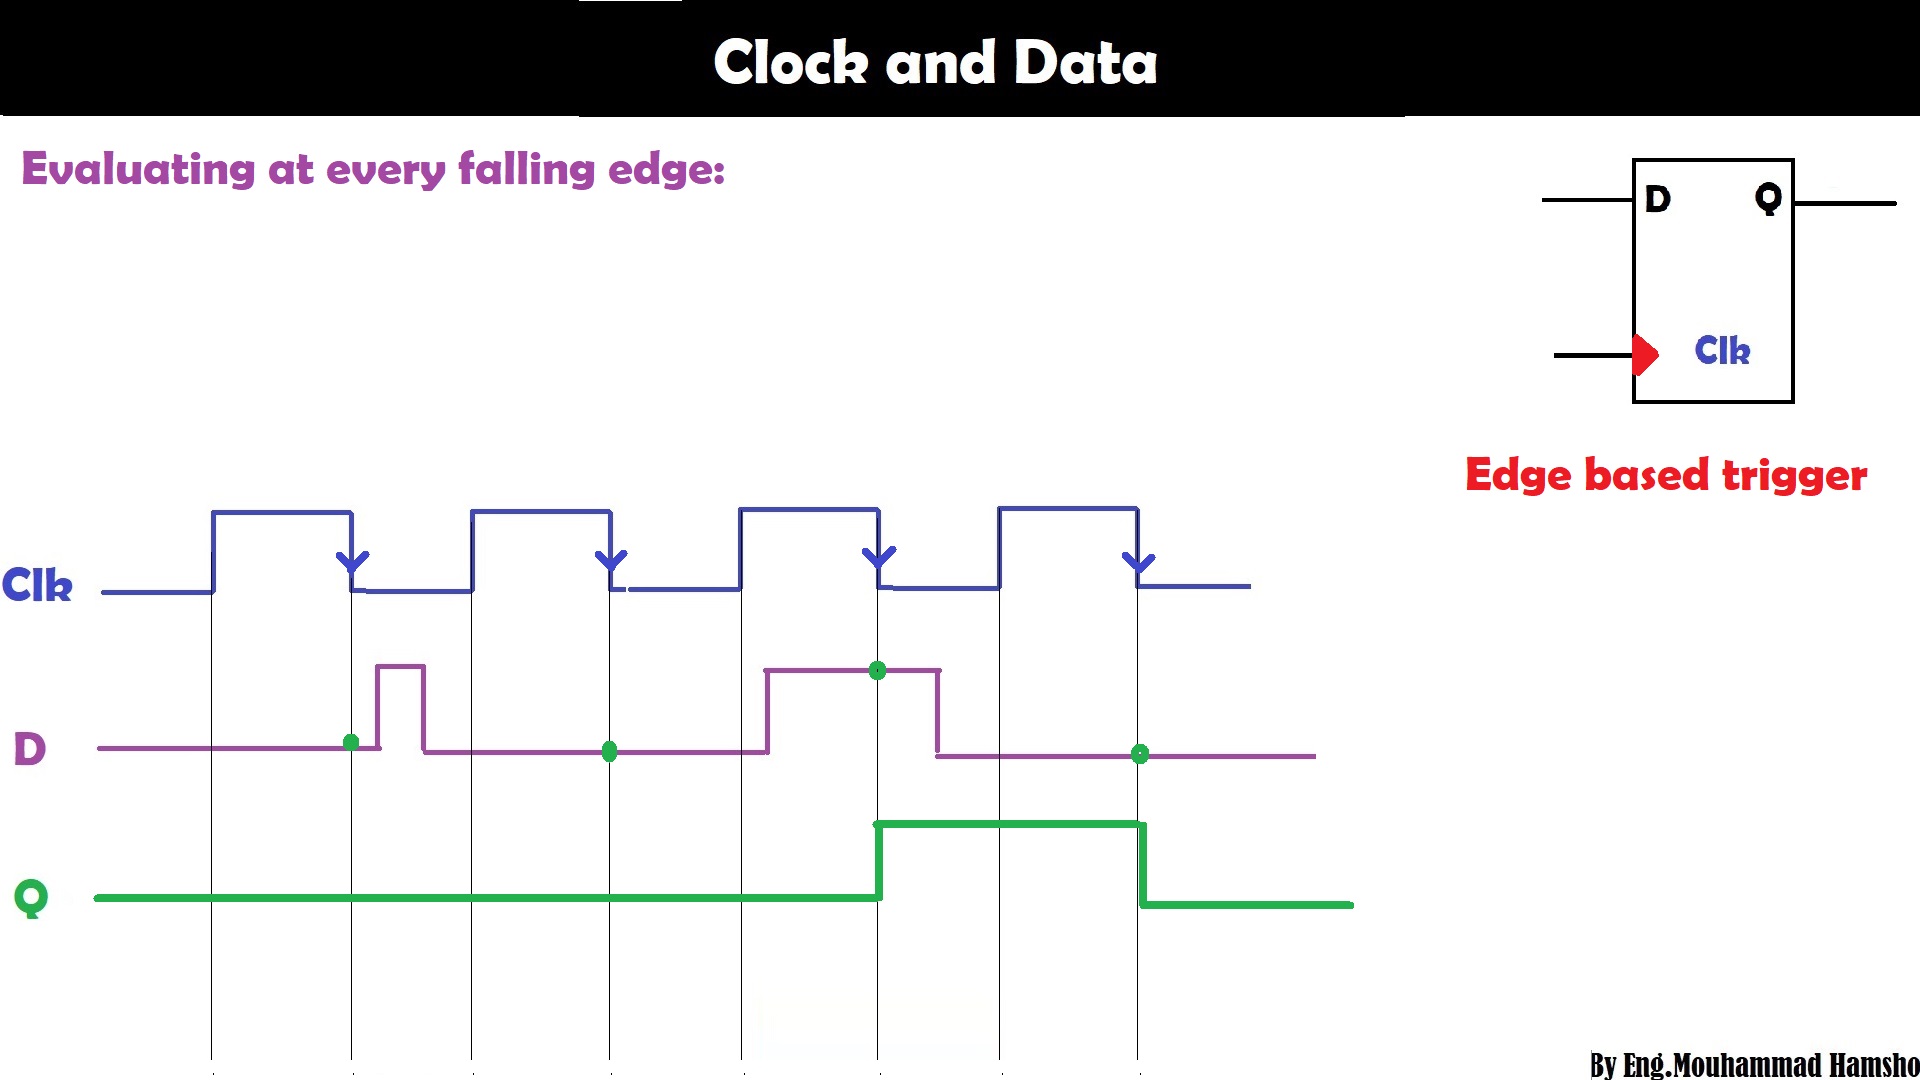 Clock and Data
Evaluating at every falling edge:
D Q
Clk
Edge based trigger
Clk
D
Q
By Eng.Mouhammad Hamsho